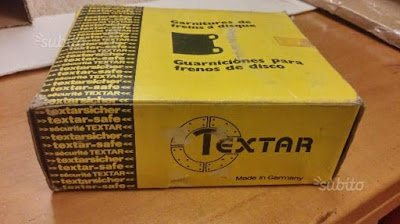 Garnitures de
freins à disque
Guarniciónes para
frenos de disco
textarsicher
>> textar-safe
>> sécurité TEXTAR <<
textarsicher <<
>> textar-safe
>> sécurité TEXTAR <<
textarsicher <<
>> textar-safe
TEXTAR
Made in Germany
subito
subito